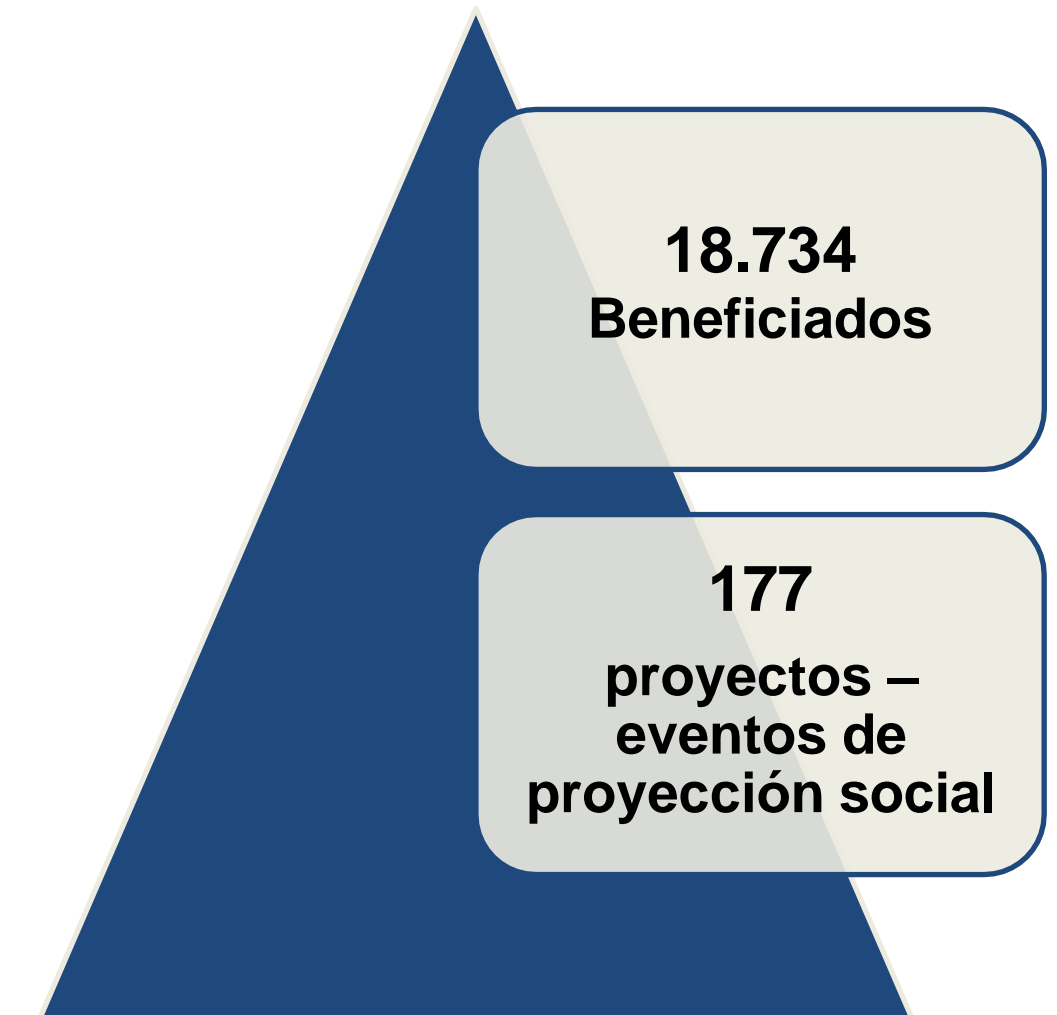 18.734
Beneficiados
177
proyectos –
eventos de
proyección social